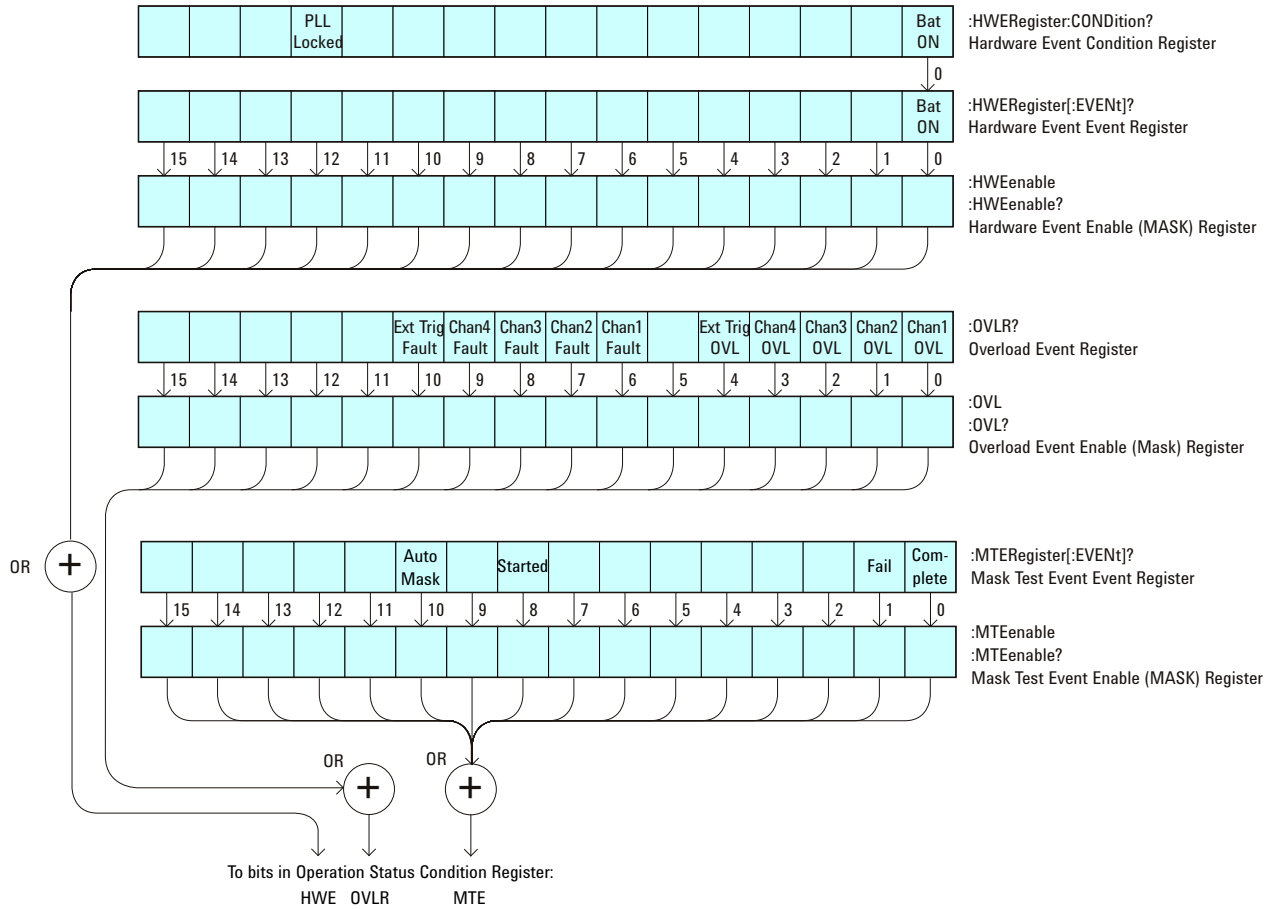 PLL
Locked
Bat
ON
:HWERegister:CONDition?
Hardware Event Condition Register
0
Bat
ON
:HWERegister[:EVENt]?
Hardware Event Event Register
15 14 13 12 11 10 9 8 7 6 5 4 3 2 1 0
:HWEenable
:HWEenable?
Hardware Event Enable (MASK) Register
Ext Trig Fault
Chan4 Fault
Chan3 Fault
Chan2 Fault
Chan1 Fault
Ext Trig OVL
Chan4 OVL
Chan3 OVL
Chan2 OVL
Chan1 OVL
:OVLR?
Overload Event Register
15 14 13 12 11 10 9 8 7 6 5 4 3 2 1 0
:OVL
:OVL?
Overload Event Enable (Mask) Register
OR +
Auto
Mask
Started
Fail
Com-
plete
:MTERegister[:EVENt]?
Mask Test Event Event Register
15 14 13 12 11 10 9 8 7 6 5 4 3 2 1 0
:MTEenable
:MTEenable?
Mask Test Event Enable (MASK) Register
OR +
OR +
To bits in Operation Status Condition Register:
HWE OVLR MTE